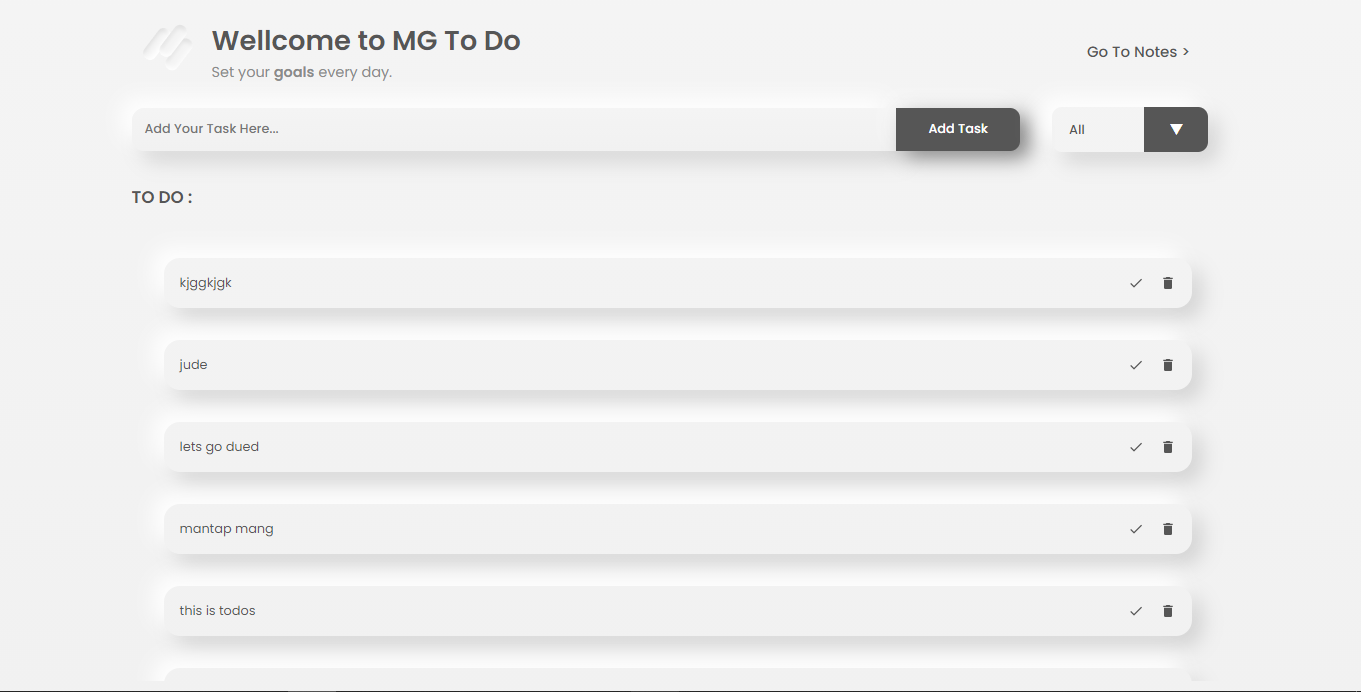 Wellcome to MG To Do
Set your goals every day.
Go To Notes >
Add Your Task Here...
Add Task
All
TO DO :
kjggkjgk
jude
lets go dued
mantap mang
this is todos